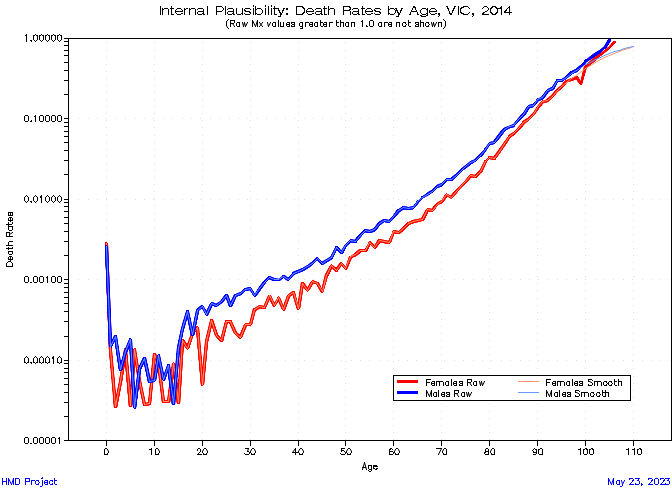 Internal Plausibility: Death Rates by Age, VIC, 2014
(Raw Mx values greater than 1.0 are not shown)
1.00000
0.10000
0.01000
0.00100
0.00010
0.00001
Death Rates
Females Raw
Females Smooth
Males Raw
Males Smooth
0 10 20 30 40 50 60 70 80 90 100 110
Age
HMD Project
May 23, 2023